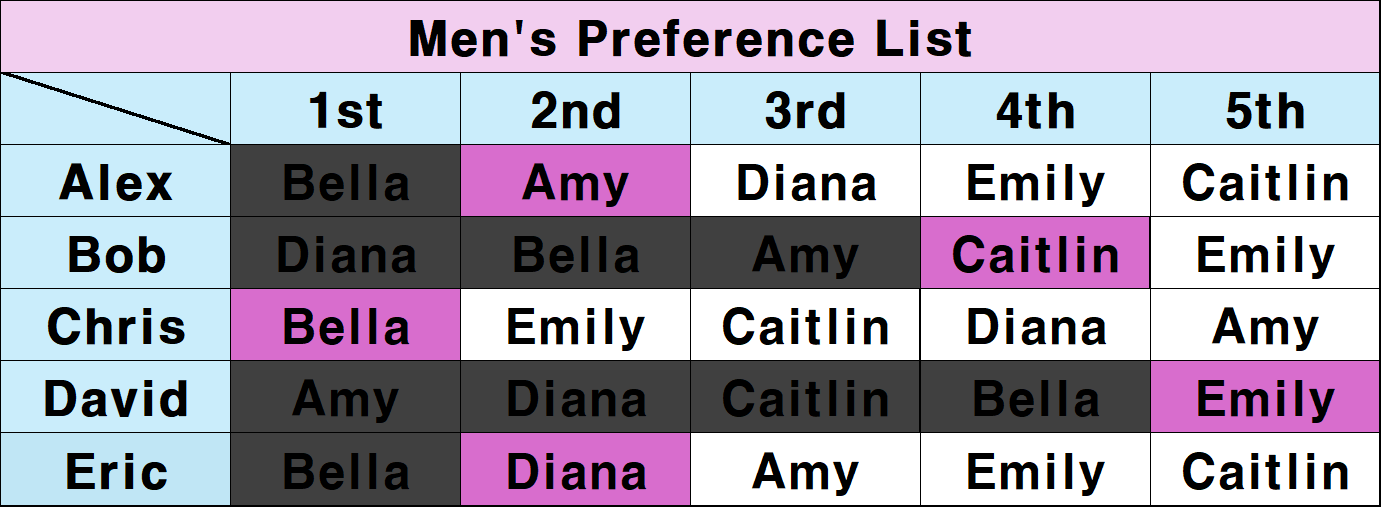 Men's Preference List
1st 2nd 3rd 4th 5th
Alex Bella Amy Diana Emily Caitlin
Bob Diana Bella Amy Caitlin Emily
Chris Bella Emily Caitlin Diana Amy
David Amy Diana Caitlin Bella Emily
Eric Bella Diana Amy Emily Caitlin